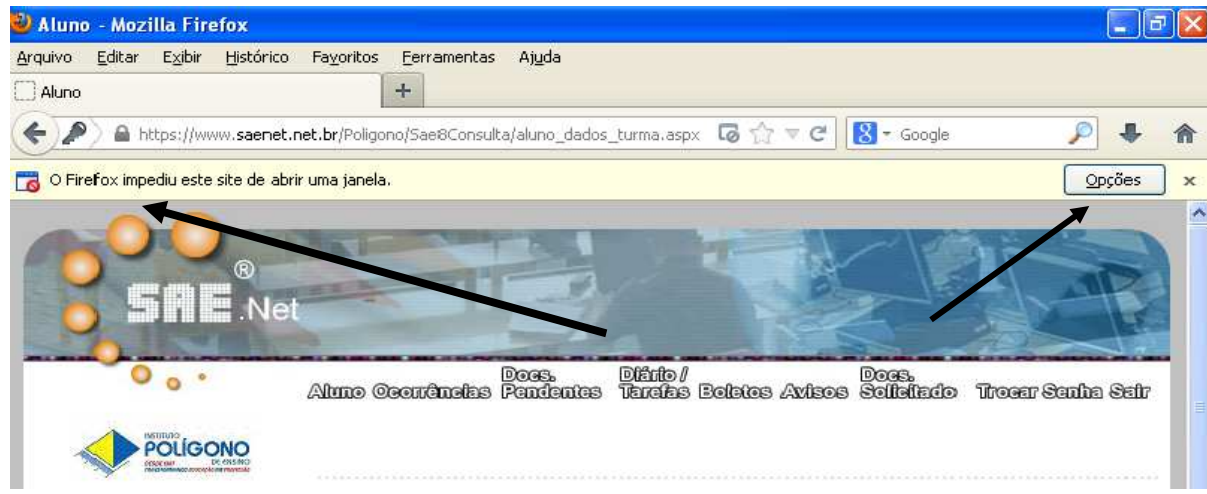 Aluno - Mozilla Firefox
Arquivo Editar Exibir Histórico Favoritos Ferramentas Ajuda
Aluno +
https://www.saenet.net.br/Poligono/Sae8Consulta/aluno_dados_turma.aspx 8 Google
O Firefox impediu este site de abrir uma janela. Opções x
®
SAE.Net
Docs. Diário / Docs.
Aluno Ocorrências Pendentes Tarefas Boletos Avisos Solicitado Trocar Senha Sair
INSTITUTO
POLÍGONO
DE ENSINO